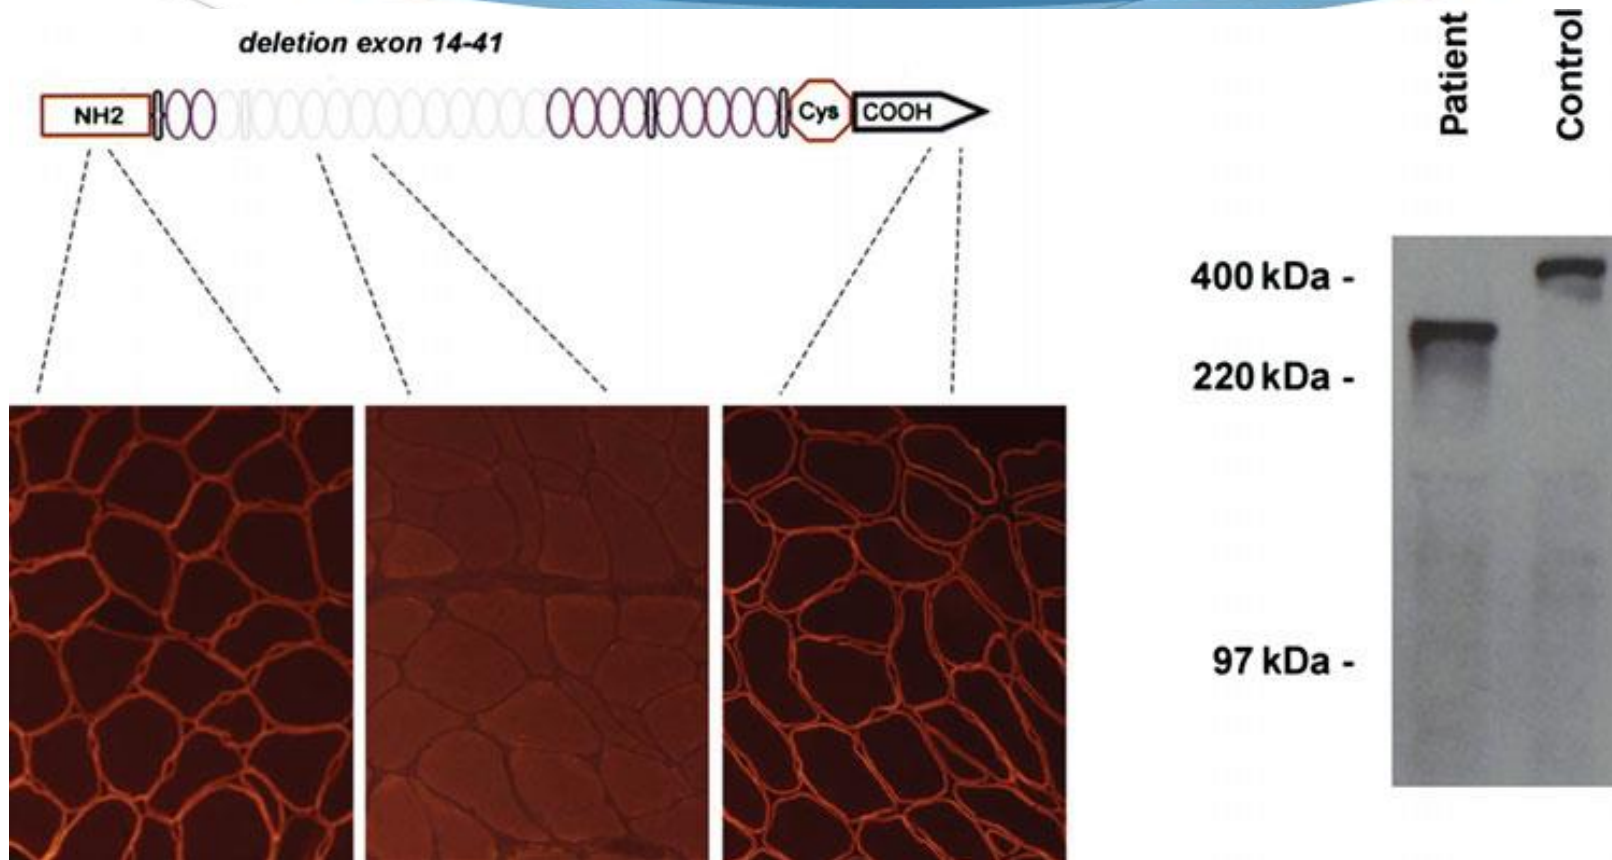 deletion exon 14-41
NH2
Cys
COOH
Patient
Control
400 kDa -
220 kDa -
97 kDa -